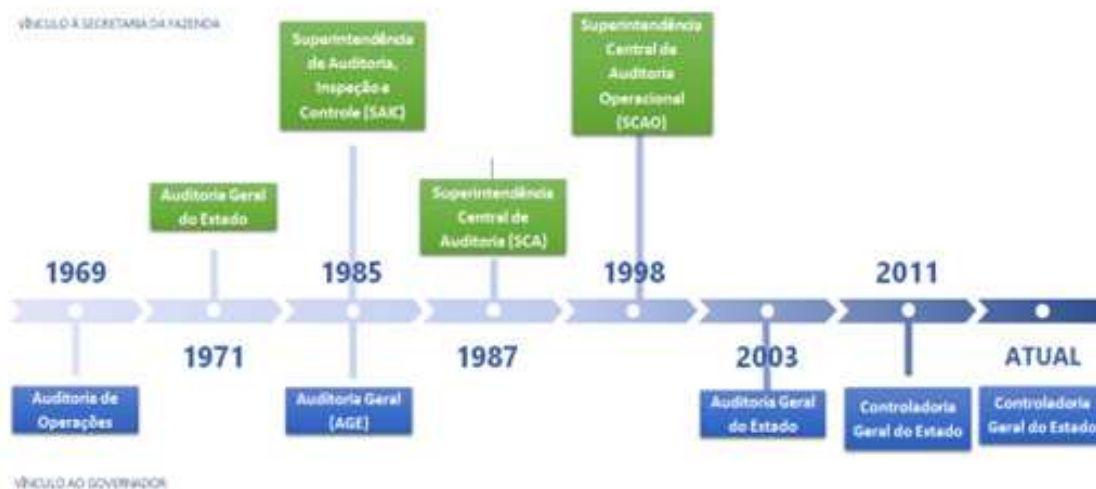 VÍNCULO À SECRETARIA DA FAZENDA
Superintendência
de Auditoria,
Inspeção e
Controle (SAIC)
Superintendência
Central de
Auditoria
Operacional
(SCAO)
Auditoria Geral
do Estado
Superintendência
Central de
Auditoria (SCA)
1969
1985
1998
2011
1971
1987
2003
ATUAL
Auditoria de
Operações
Auditoria Geral
(AGE)
Auditoria Geral
do Estado
Controladoria
Geral do Estado
Controladoria
Geral do Estado
VÍNCULO AO GOVERNADOR